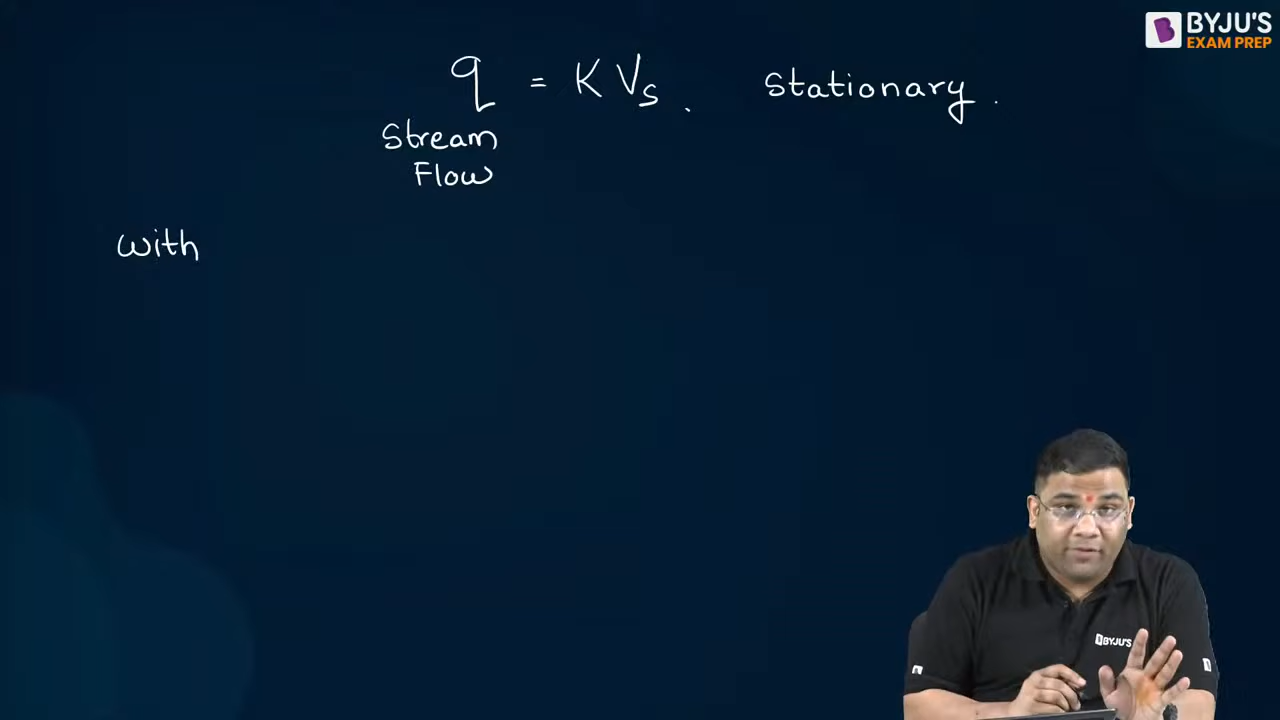 BYJU'S
EXAM PREP
q = K Vs. Stationary.
Stream
Flow
with
BYJU'S